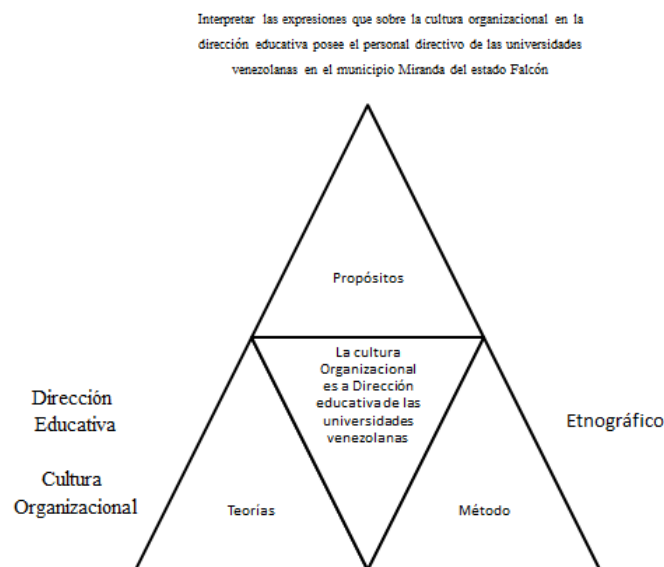 Interpretar las expresiones que sobre la cultura organizacional en la
dirección educativa posee el personal directivo de las universidades
venezolanas en el municipio Miranda del estado Falcón
Propósitos
La cultura
Organizacional
es a Dirección
educativa de las
universidades
venezolanas
Dirección
Educativa
Cultura
Organizacional
Etnográfico
Teorías
Método